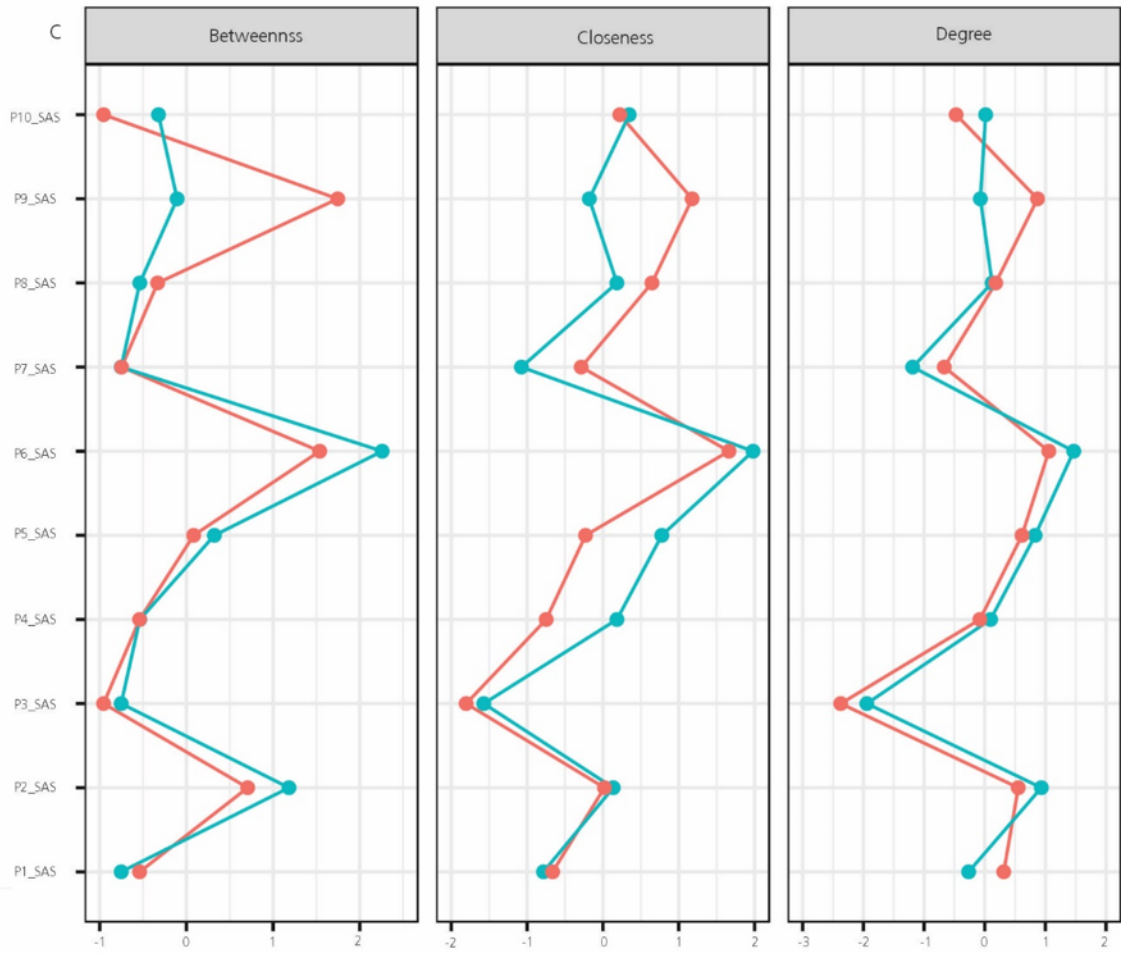 C
Betweennss
Closeness
Degree
P10_SAS
P9_SAS
P8_SAS
P7_SAS
P6_SAS
P5_SAS
P4_SAS
P3_SAS
P2_SAS
P1_SAS
-1 0 1 2
-2 -1 0 1 2
-3 -2 -1 0 1 2